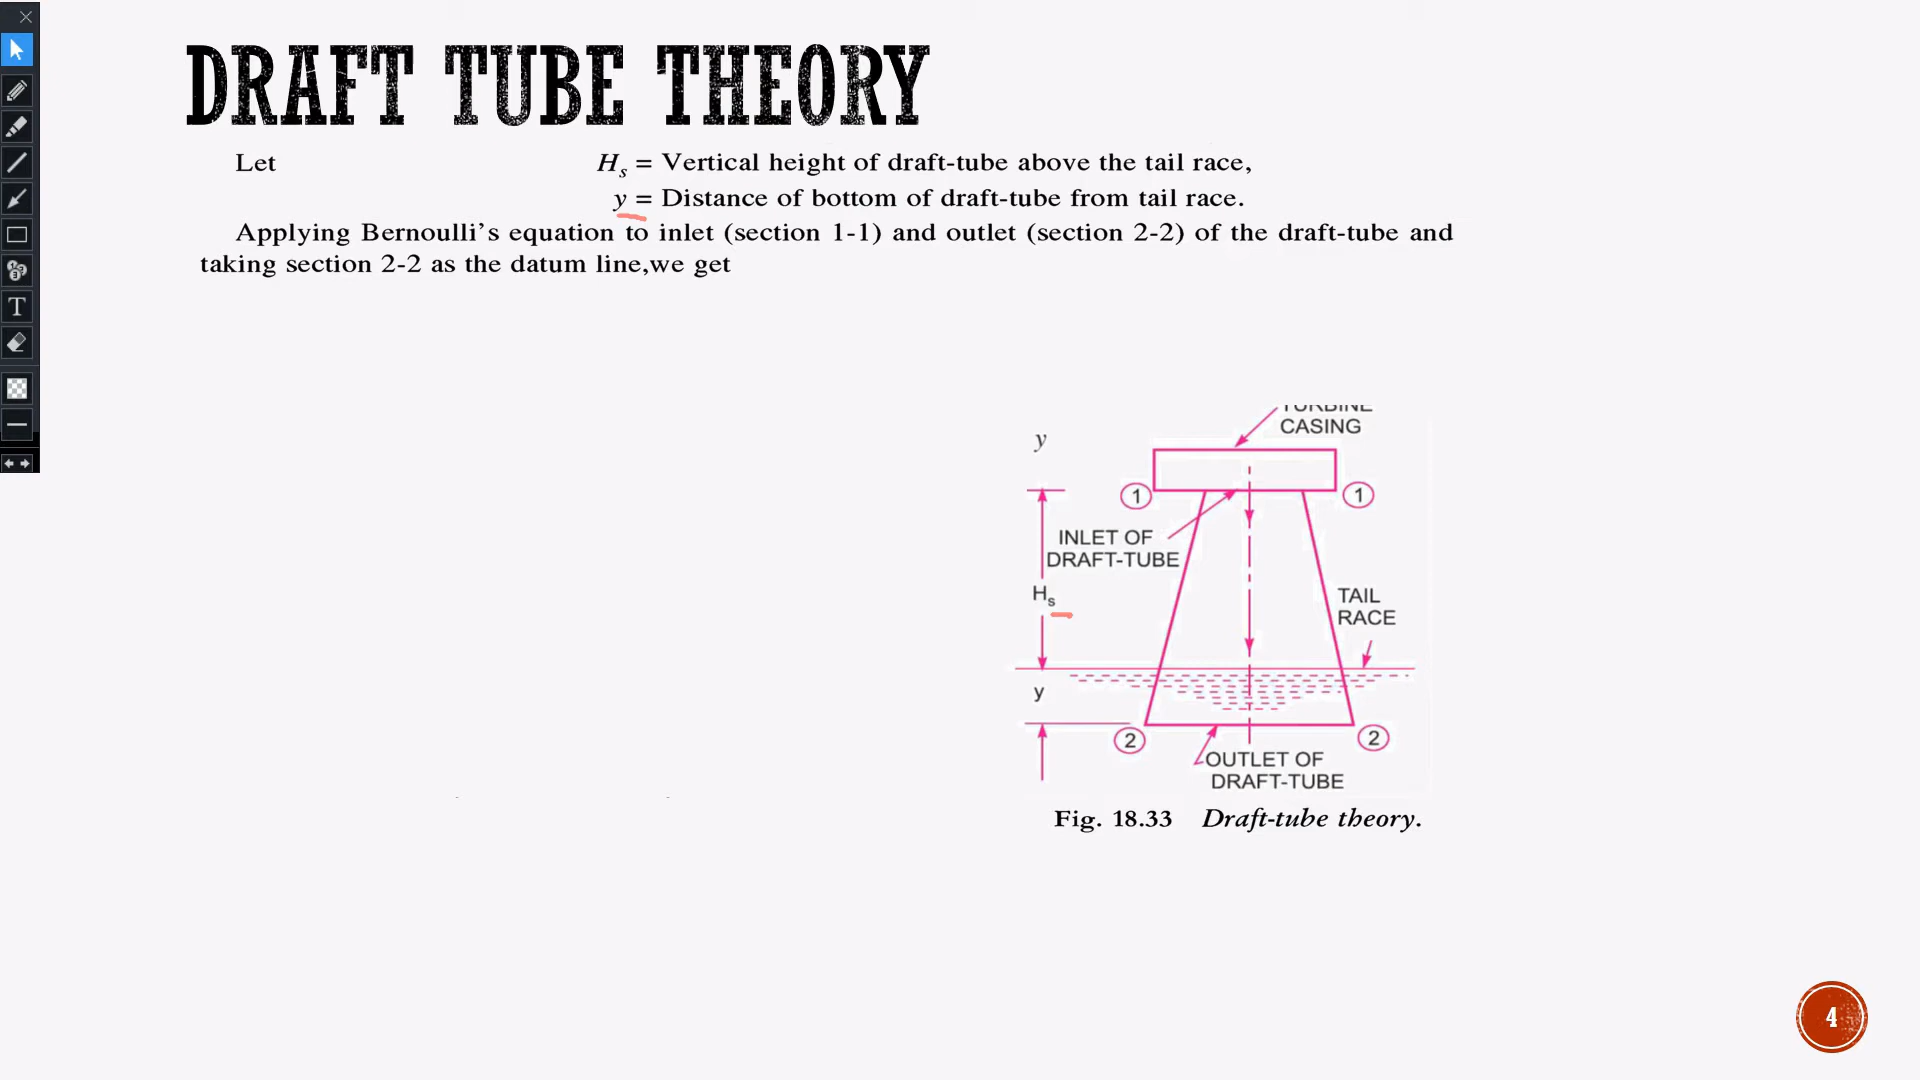 DRAFT TUBE THEORY
Let Hs = Vertical height of draft-tube above the tail race,
y = Distance of bottom of draft-tube from tail race.
Applying Bernoulli's equation to inlet (section 1-1) and outlet (section 2-2) of the draft-tube and
taking section 2-2 as the datum line,we get
TURBINE
CASING
y
1
1
INLET OF
DRAFT-TUBE
Hs
TAIL
RACE
y
2
2
OUTLET OF
DRAFT-TUBE
Fig. 18.33 Draft-tube theory.
4
T